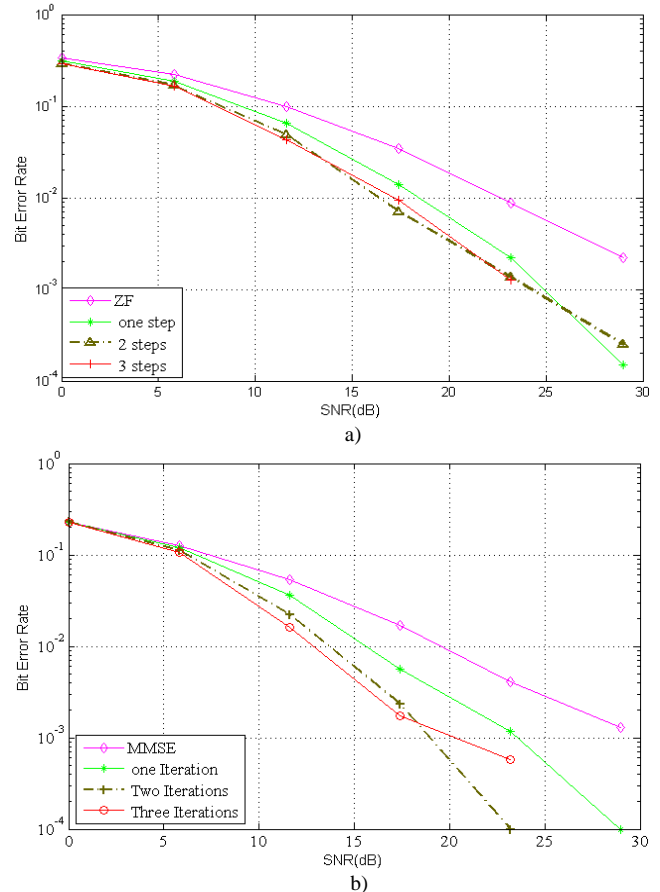 10^0
10^-1
10^-2
10^-3
10^-4
Bit Error Rate
ZF
one step
2 steps
3 steps
0 5 10 15 20 25 30
SNR(dB)
a)
10^0
10^-1
10^-2
10^-3
10^-4
Bit Error Rate
MMSE
one Iteration
Two Iterations
Three Iterations
0 5 10 15 20 25 30
SNR(dB)
b)